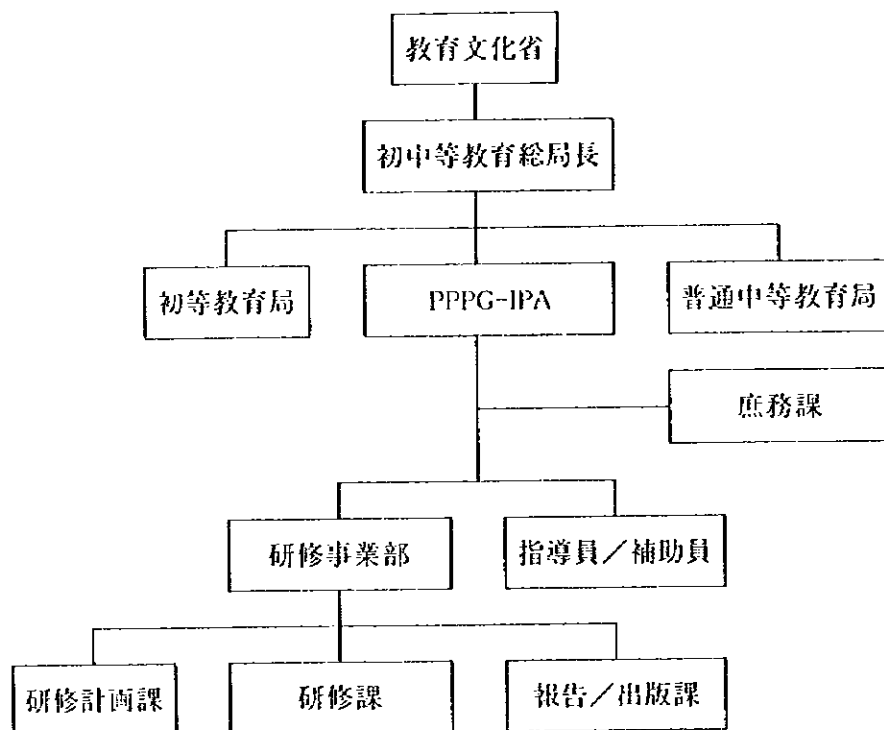 教育文化省
初中等教育総局長
初等教育局
PPPG-IPA
普通中等教育局
庶務課
研修事業部
指導員／補助員
研修計画課
研修課
報告／出版課